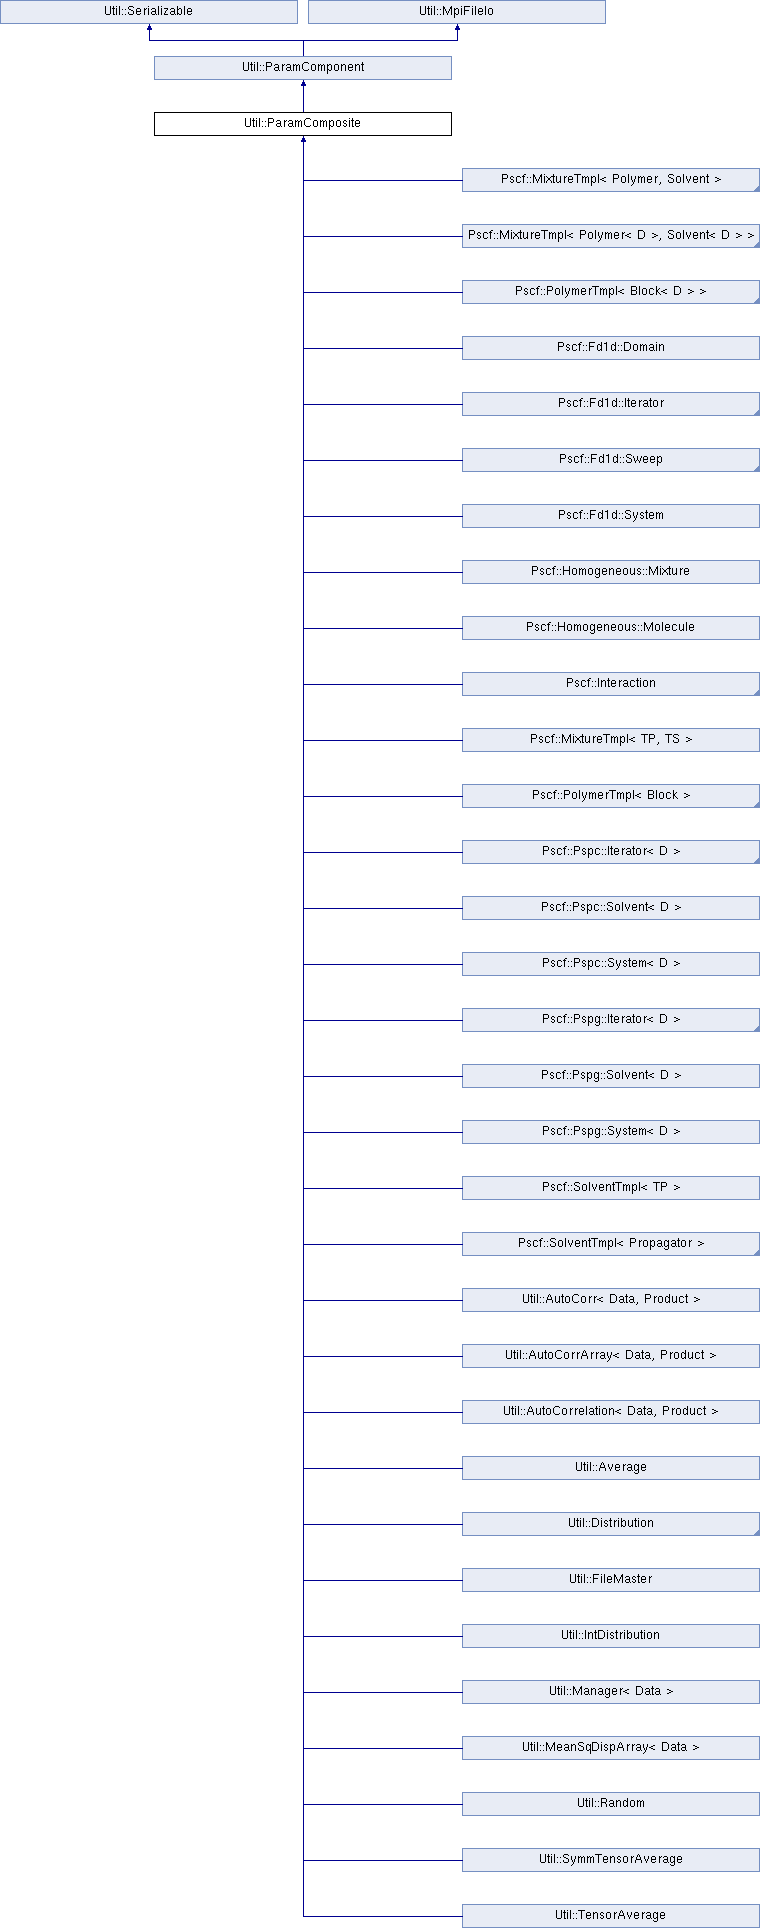 Util::Serializable
Util::MpiFileIo
Util::ParamComponent
Util::ParamComposite
Pscf::MixtureTmpl< Polymer, Solvent >
Pscf::MixtureTmpl< Polymer< D >, Solvent< D > >
Pscf::PolymerTmpl< Block< D > >
Pscf::Fd1d::Domain
Pscf::Fd1d::Iterator
Pscf::Fd1d::Sweep
Pscf::Fd1d::System
Pscf::Homogeneous::Mixture
Pscf::Homogeneous::Molecule
Pscf::Interaction
Pscf::MixtureTmpl< TP, TS >
Pscf::PolymerTmpl< Block >
Pscf::Pspc::Iterator< D >
Pscf::Pspc::Solvent< D >
Pscf::Pspc::System< D >
Pscf::Pspg::Iterator< D >
Pscf::Pspg::Solvent< D >
Pscf::Pspg::System< D >
Pscf::SolventTmpl< TP >
Pscf::SolventTmpl< Propagator >
Util::AutoCorr< Data, Product >
Util::AutoCorrArray< Data, Product >
Util::AutoCorrelation< Data, Product >
Util::Average
Util::Distribution
Util::FileMaster
Util::IntDistribution
Util::Manager< Data >
Util::MeanSqDispArray< Data >
Util::Random
Util::SymmTensorAverage
Util::TensorAverage